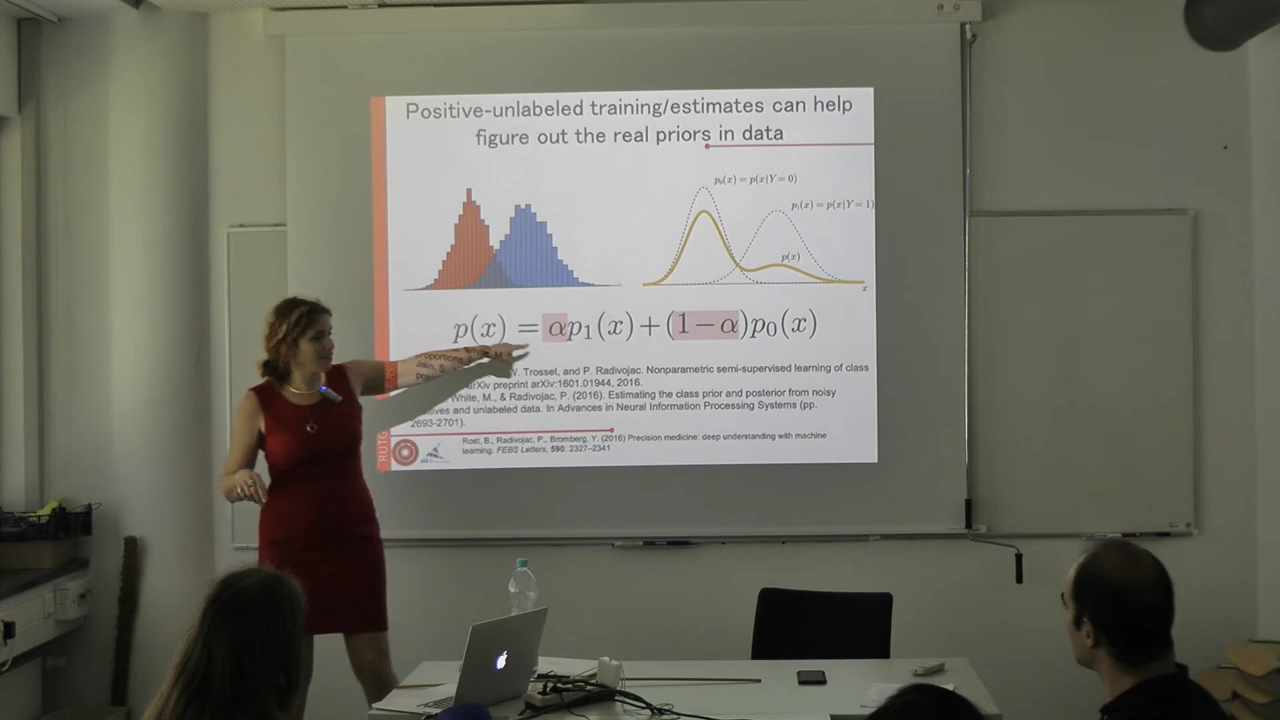 Positive-unlabeled training/estimates can help
figure out the real priors in data
p₀(x) = p(x|Y = 0)
p₁(x) = p(x|Y = 1)
p(x)
x
p(x) = αp₁(x)+(1−α)p₀(x)
Trossel, and P. Radivojac. Nonparametric semi-supervised learning of class
proportions
arXiv preprint arXiv:1601.01944, 2016.
Jain, S.
White, M., & Radivojac, P. (2016). Estimating the class prior and posterior from noisy
and unlabeled data. In Advances in Neural Information Processing Systems (pp.
2693-2701).
Rost, B., Radivojac, P., Bromberg, Y. (2016) Precision medicine: deep understanding with machine
learning. FEBS Letters, 590: 2327–2341